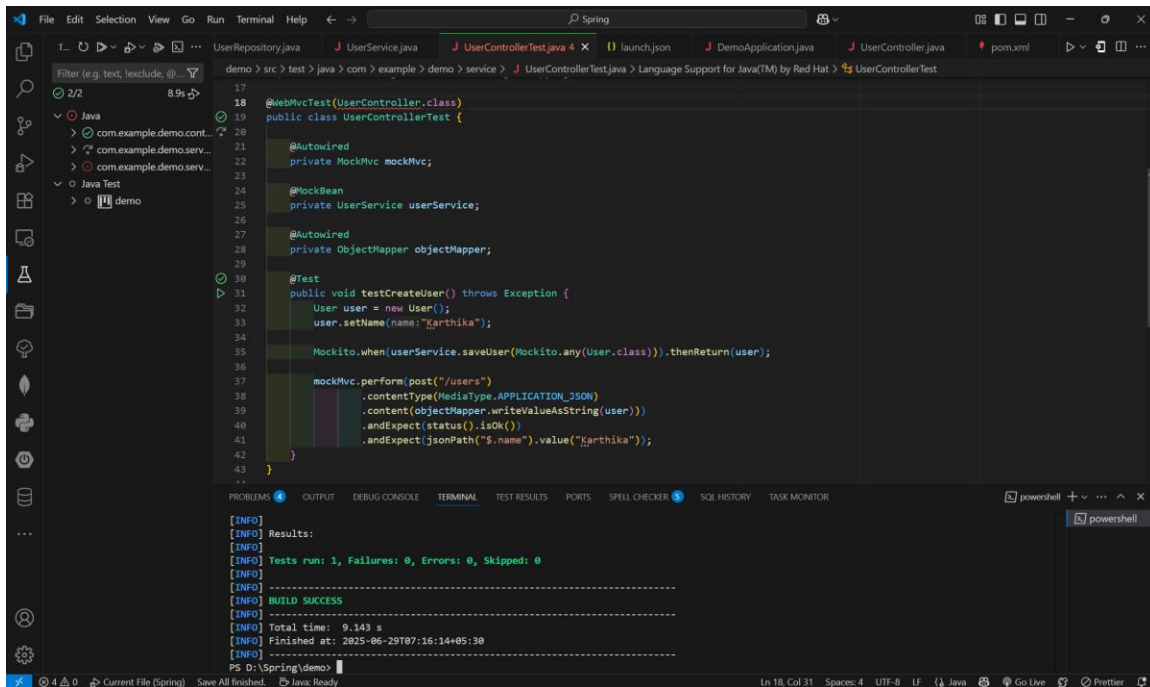 File Edit Selection View Go Run Terminal Help ← → Spring
T... UserRepository.java J UserService.java J UserControllerTest.java 4 × {} launch.json J DemoApplication.java J UserController.java pom.xml ...
Filter (e.g. text, !exclude, @...
demo > src > test > java > com > example > demo > service > J UserControllerTest.java > Language Support for Java(TM) by Red Hat > UserControllerTest
2/2 8.9s
Java
> com.example.demo.cont...
> com.example.demo.serv...
> com.example.demo.serv...
Java Test
> demo
17
18 @WebMvcTest(UserController.class)
19 public class UserControllerTest {
20
21 @Autowired
22 private MockMvc mockMvc;
23
24 @MockBean
25 private UserService userService;
26
27 @Autowired
28 private ObjectMapper objectMapper;
29
30 @Test
31 public void testCreateUser() throws Exception {
32 User user = new User();
33 user.setName(name:"Karthika");
34
35 Mockito.when(userService.saveUser(Mockito.any(User.class))).thenReturn(user);
36
37 mockMvc.perform(post("/users")
38 .contentType(MediaType.APPLICATION_JSON)
39 .content(objectMapper.writeValueAsString(user)))
40 .andExpect(status().isOk())
41 .andExpect(jsonPath("$.name").value("Karthika"));
42 }
43 }
PROBLEMS 4 OUTPUT DEBUG CONSOLE TERMINAL TEST RESULTS PORTS SPELL CHECKER 5 SQL HISTORY TASK MONITOR powershell + ... ^ ×
powershell
[INFO]
[INFO] Results:
[INFO]
[INFO] Tests run: 1, Failures: 0, Errors: 0, Skipped: 0
[INFO]
[INFO] ------------------------------------------------------------------------
[INFO] BUILD SUCCESS
[INFO] ------------------------------------------------------------------------
[INFO] Total time: 9.143 s
[INFO] Finished at: 2025-06-29T07:16:14+05:30
[INFO] ------------------------------------------------------------------------
PS D:\Spring\demo>
4 0 Current File (Spring) Save All finished. Java: Ready Ln 18, Col 31 Spaces: 4 UTF-8 LF {} Java Go Live Prettier